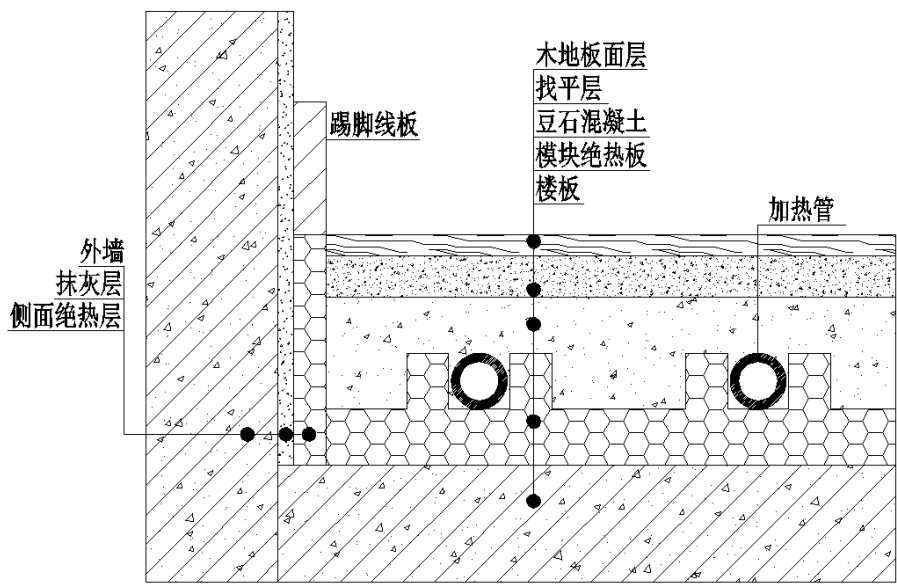 木地板面层
找平层
豆石混凝土
模块绝热板
楼板
踢脚线板
加热管
外墙
抹灰层
侧面绝热层